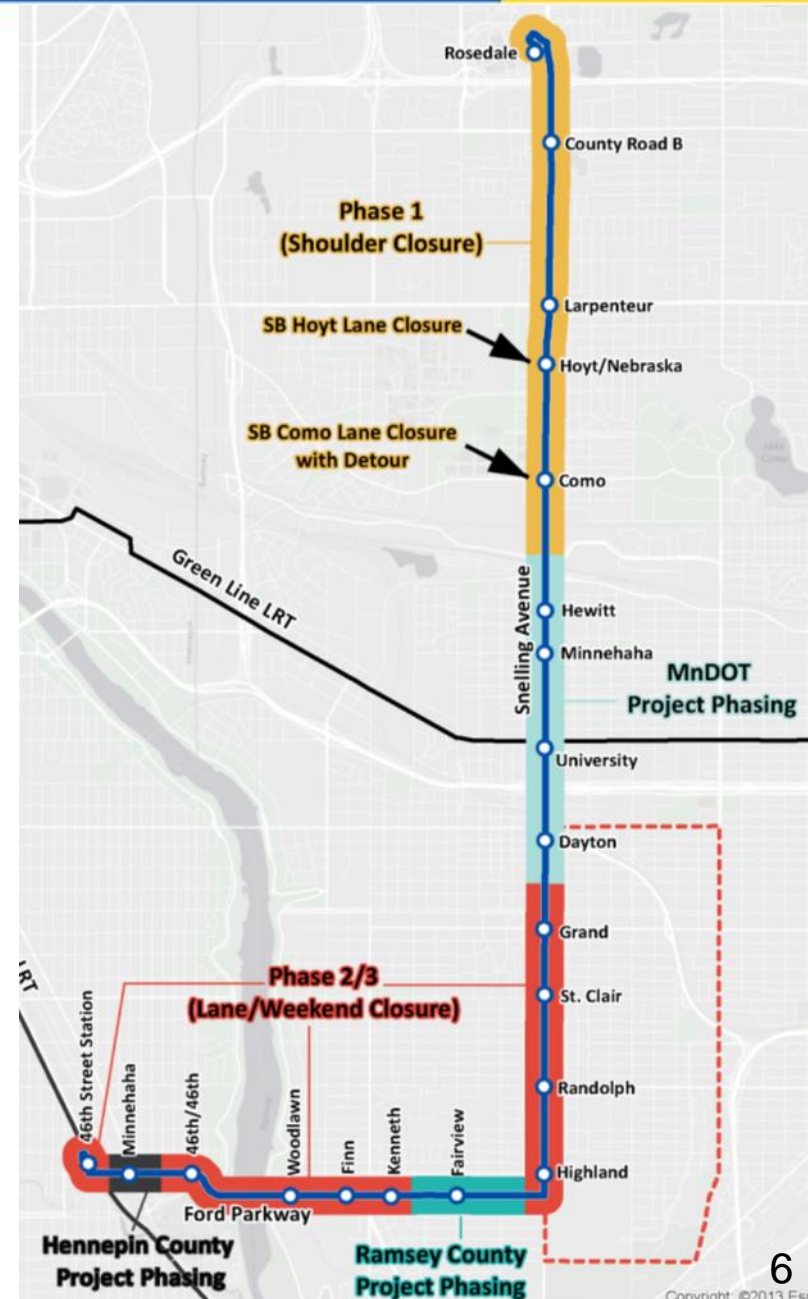 Rosedale
County Road B
Phase 1
(Shoulder Closure)
Larpenteur
SB Hoyt Lane Closure
Hoyt/Nebraska
SB Como Lane Closure
with Detour
Como
Green Line LRT
Snelling Avenue
Hewitt
Minnehaha
MnDOT
Project Phasing
University
Dayton
Grand
Phase 2/3
(Lane/Weekend Closure)
St. Clair
LRT
46th Street Station
Minnehaha
46th/46th
Woodlawn
Finn
Kenneth
Fairview
Randolph
Highland
Ford Parkway
Hennepin County
Project Phasing
Ramsey County
Project Phasing
6
Copyright: ©2013